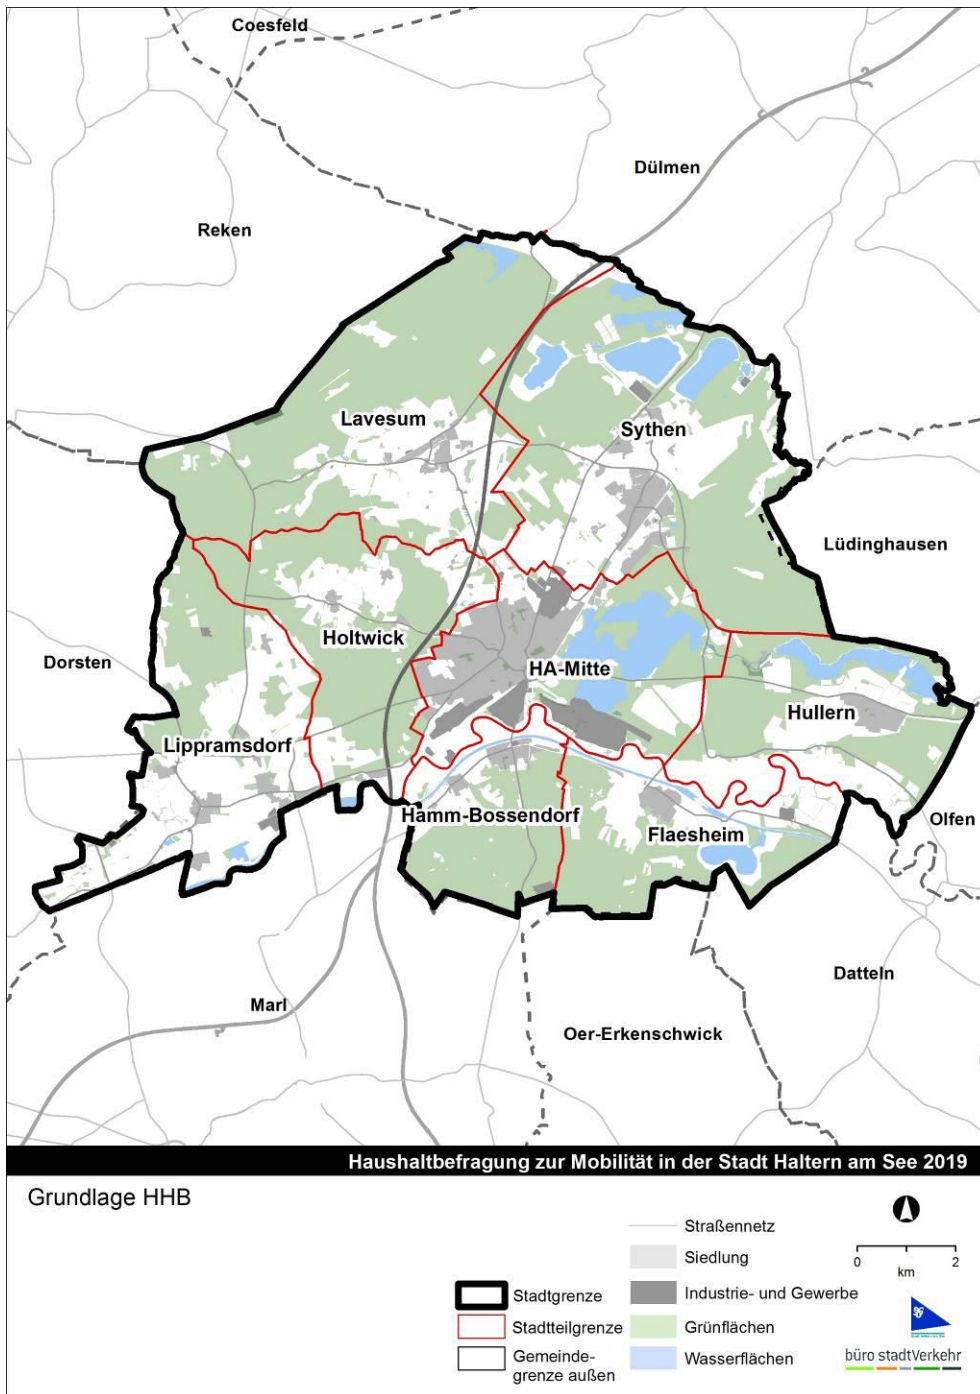 Coesfeld
Dülmen
Reken
Lavesum
Sythen
Lüdinghausen
Holtwick
Dorsten
HA-Mitte
Hullern
Lippramsdorf
Hamm-Bossendorf
Flaesheim
Olfen
Datteln
Marl
Oer-Erkenschwick
Haushaltbefragung zur Mobilität in der Stadt Haltern am See 2019
Grundlage HHB
Stadtgrenze
Stadtteilgrenze
Gemeinde-
grenze außen
Straßennetz
Siedlung
Industrie- und Gewerbe
Grünflächen
Wasserflächen
0 2
km
büro stadtVerkehr